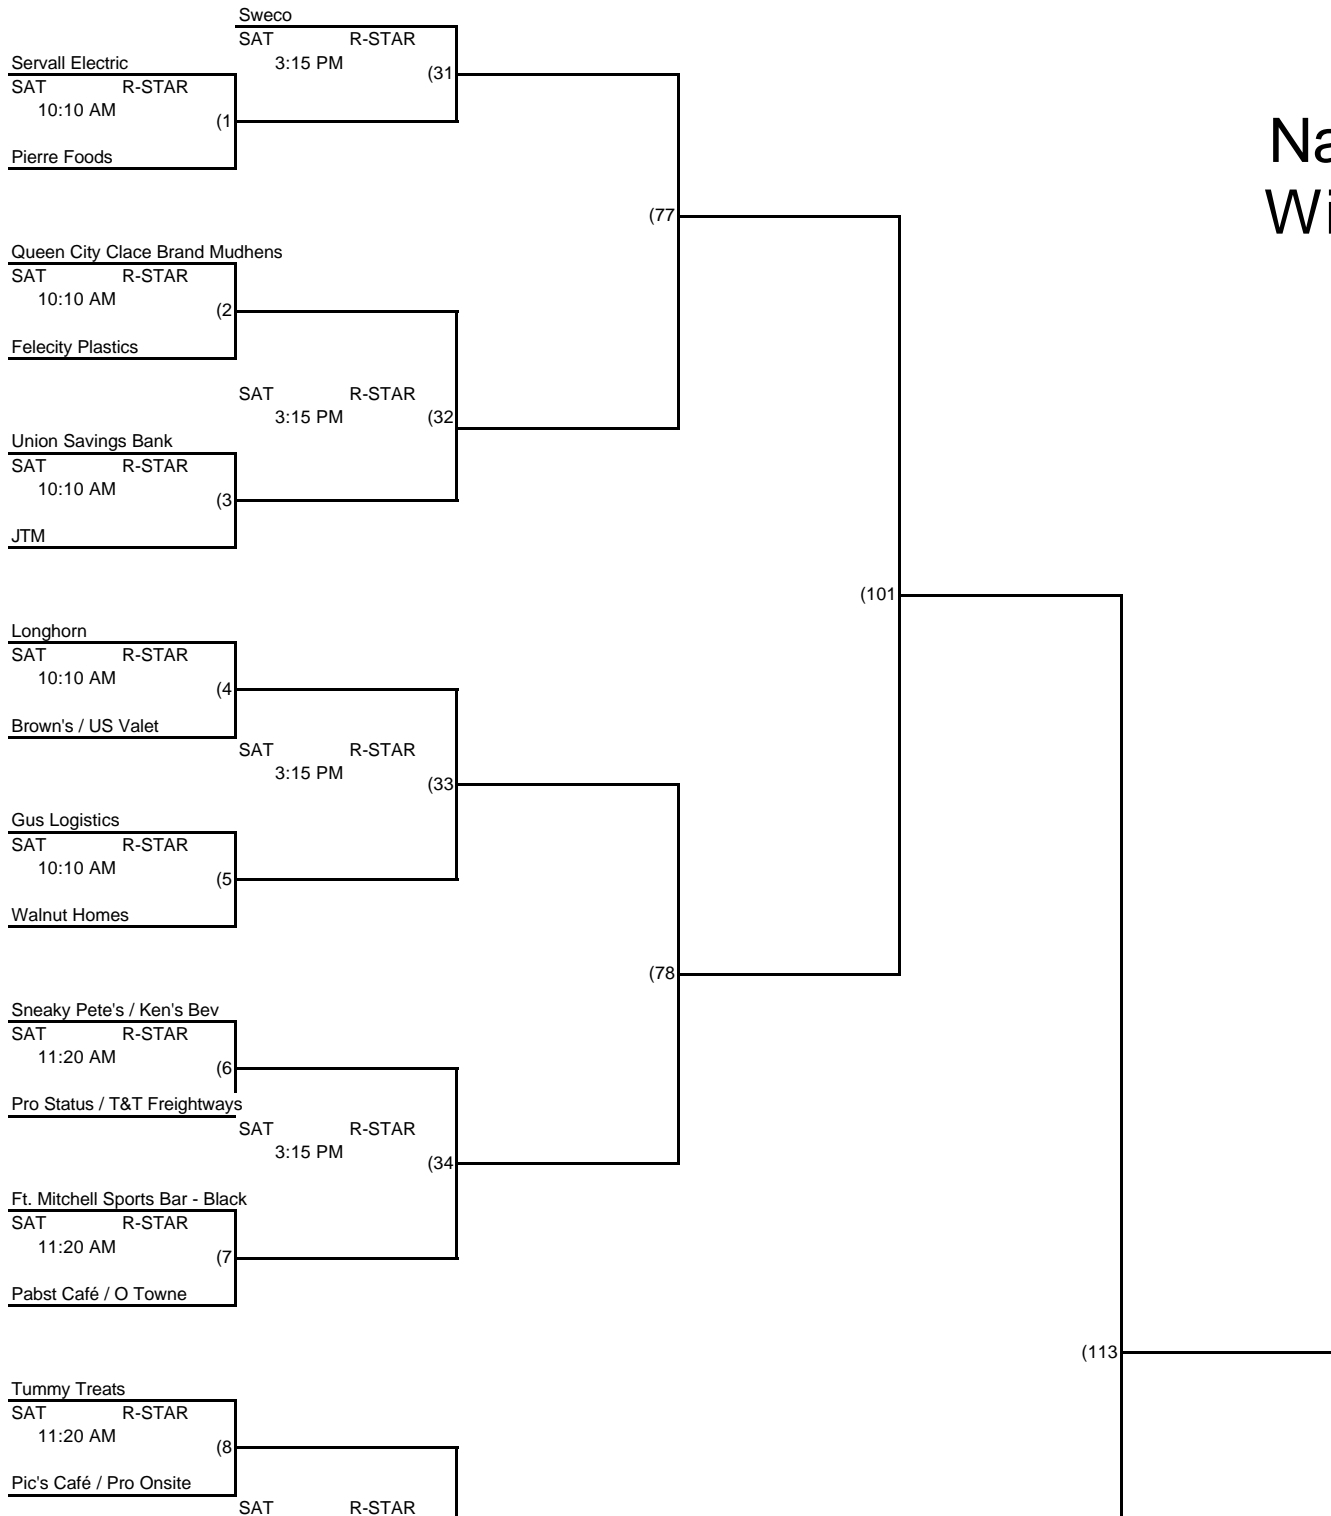 Sweco
SAT R-STAR
3:15 PM
(31
Servall Electric
SAT R-STAR
10:10 AM
(1
Pierre Foods
Na
Wi
(77
Queen City Clace Brand Mudhens
SAT R-STAR
10:10 AM
(2
Felecity Plastics
SAT R-STAR
3:15 PM
(32
Union Savings Bank
SAT R-STAR
10:10 AM
(3
JTM
(101
Longhorn
SAT R-STAR
10:10 AM
(4
Brown's / US Valet
SAT R-STAR
3:15 PM
(33
Gus Logistics
SAT R-STAR
10:10 AM
(5
Walnut Homes
(78
Sneaky Pete's / Ken's Bev
SAT R-STAR
11:20 AM
(6
Pro Status / T&T Freightways
SAT R-STAR
3:15 PM
(34
Ft. Mitchell Sports Bar - Black
SAT R-STAR
11:20 AM
(7
Pabst Café / O Towne
(113
Tummy Treats
SAT R-STAR
11:20 AM
(8
Pic's Café / Pro Onsite
SAT R-STAR